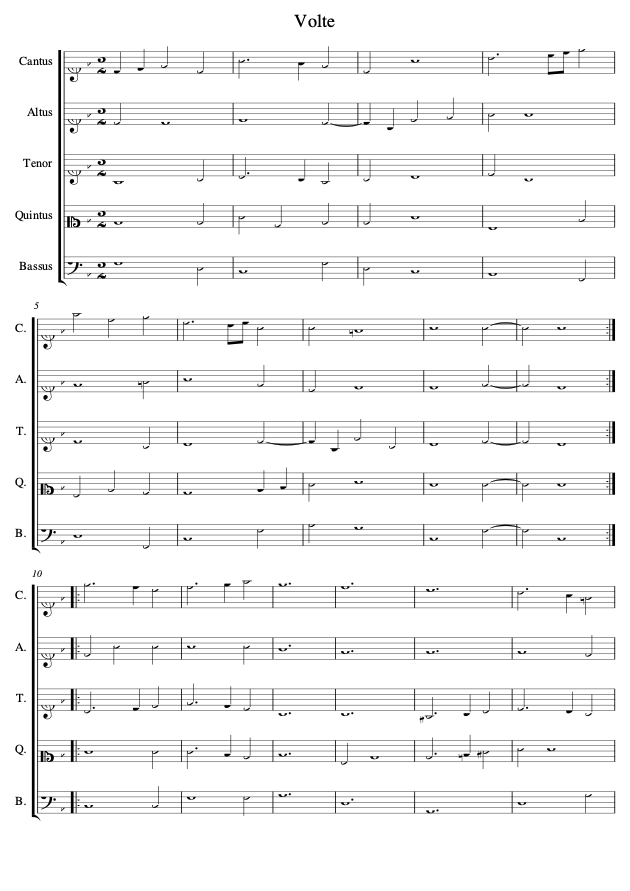 Volte
Cantus
Altus
Tenor
Quintus
Bassus
5
C.
A.
T.
Q.
B.
10
C.
A.
T.
Q.
B.